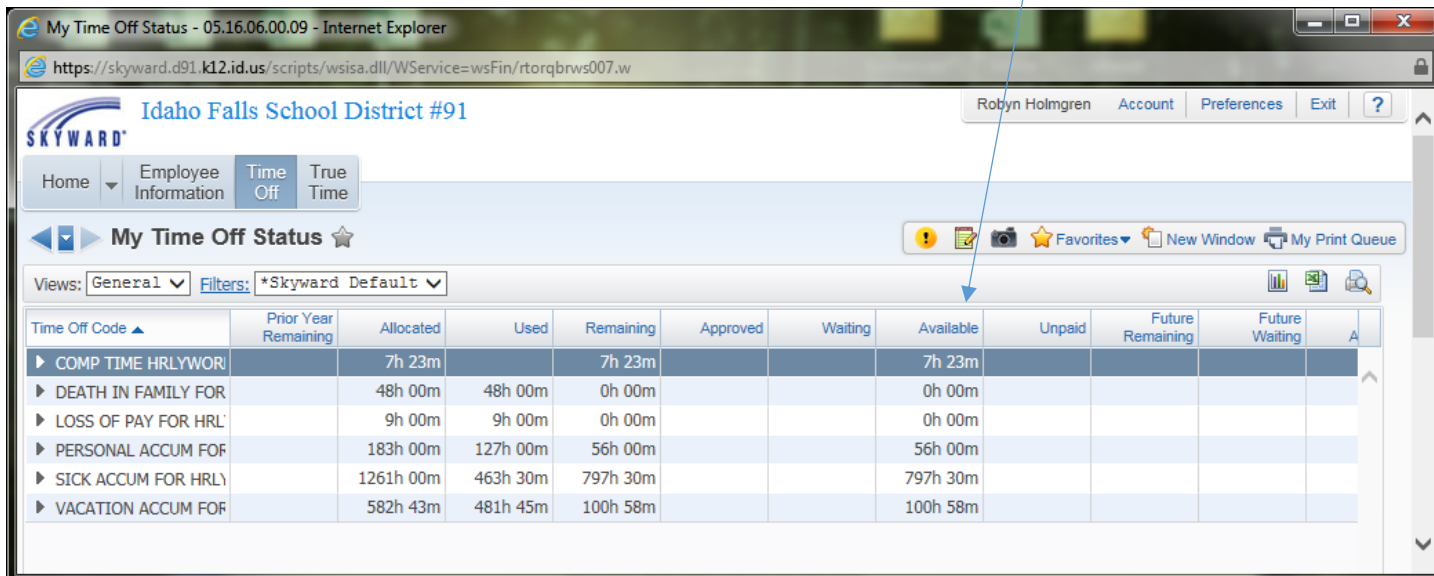 My Time Off Status - 05.16.06.00.09 - Internet Explorer
https://skyward.d91.k12.id.us/scripts/wsisa.dll/WService=wsFin/rtorqbrws007.w
SKYWARD
Idaho Falls School District #91
Robyn Holmgren Account Preferences Exit ?
Home Employee Information Time Off True Time
My Time Off Status
Favorites New Window My Print Queue
Views: General Filters: *Skyward Default
Time Off Code Prior Year Remaining Allocated Used Remaining Approved Waiting Available Unpaid Future Remaining Future Waiting A
COMP TIME HRLYWOR 7h 23m 7h 23m 7h 23m
DEATH IN FAMILY FOR 48h 00m 48h 00m 0h 00m 0h 00m
LOSS OF PAY FOR HRL 9h 00m 9h 00m 0h 00m 0h 00m
PERSONAL ACCUM FOR 183h 00m 127h 00m 56h 00m 56h 00m
SICK ACCUM FOR HRLY 1261h 00m 463h 30m 797h 30m 797h 30m
VACATION ACCUM FOR 582h 43m 481h 45m 100h 58m 100h 58m